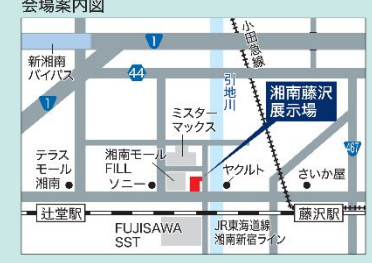 会場案内図
1
小田急線
新湘南
バイパス
44
引地川
湘南藤沢
展示場
1
ミスター
マックス
467
テラス
モール
湘南
湘南モール
FILL
ソニー
ヤクルト
さいか屋
辻堂駅
藤沢駅
FUJISAWA
SST
JR東海道線
湘南新宿ライン